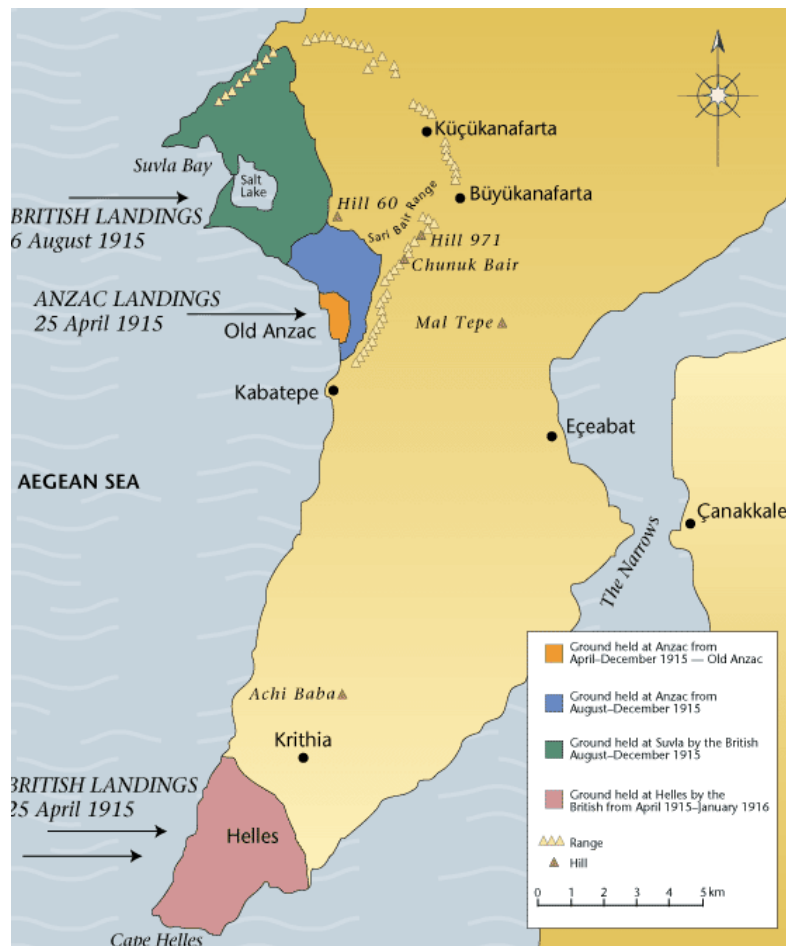 Küçükanafarta
Suvla Bay
Salt
Lake
Büyükanafarta
Hill 60
Sari Bair Range
BRITISH LANDINGS
6 August 1915
Hill 971
Chunuk Bair
ANZAC LANDINGS
25 April 1915
Old Anzac
Mal Tepe
Kabatepe
Eçeabat
AEGEAN SEA
Çanakkale
The Narrows
Ground held at Anzac from
April–December 1915 — Old Anzac
Ground held at Anzac from
August–December 1915
Ground held at Suvla by the British
August–December 1915
Ground held at Helles by the
British from April 1915–January 1916
Range
Hill
0 1 2 3 4 5 km
Achi Baba
Krithia
BRITISH LANDINGS
25 April 1915
Helles
Cape Helles